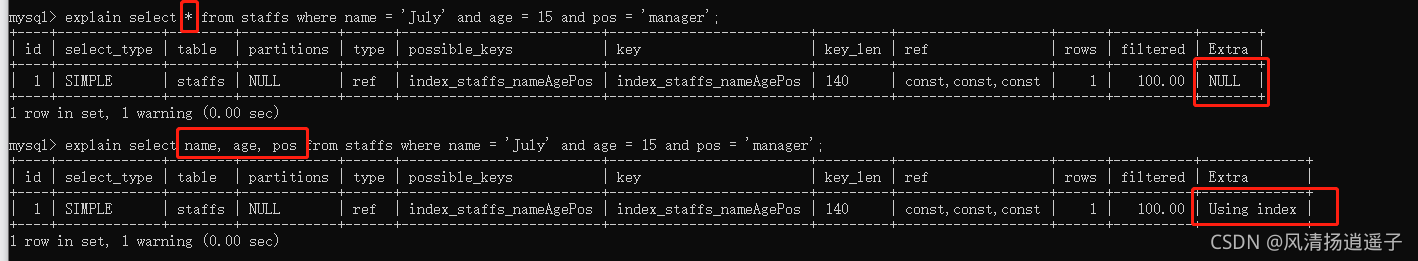 mysql> explain select * from staffs where name = 'July' and age = 15 and pos = 'manager';
+----+-------------+--------+------------+------+-----------------------+-----------------------+---------+-------------------+------+----------+-------+
| id | select_type | table | partitions | type | possible_keys | key | key_len | ref | rows | filtered | Extra |
| 1 | SIMPLE | staffs | NULL | ref | index_staffs_nameAgePos | index_staffs_nameAgePos | 140 | const,const,const | 1 | 100.00 | NULL |
1 row in set, 1 warning (0.00 sec)
mysql> explain select name, age, pos from staffs where name = 'July' and age = 15 and pos = 'manager';
| id | select_type | table | partitions | type | possible_keys | key | key_len | ref | rows | filtered | Extra |
| 1 | SIMPLE | staffs | NULL | ref | index_staffs_nameAgePos | index_staffs_nameAgePos | 140 | const,const,const | 1 | 100.00 | Using index |
1 row in set, 1 warning (0.00 sec)
CSDN @风清扬逍遥子